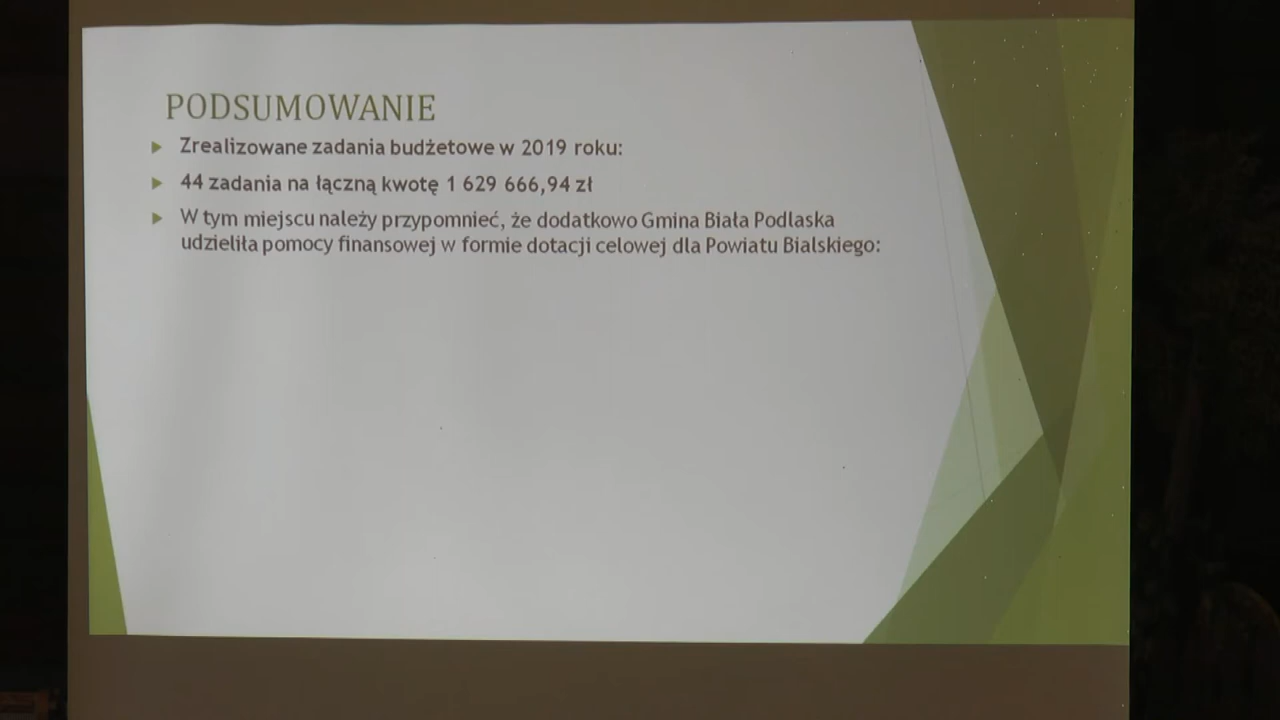 PODSUMOWANIE
Zrealizowane zadania budżetowe w 2019 roku:
44 zadania na łączną kwotę 1 629 666,94 zł
W tym miejscu należy przypomnieć, że dodatkowo Gmina Biała Podlaska
udzieliła pomocy finansowej w formie dotacji celowej dla Powiatu Bialskiego: